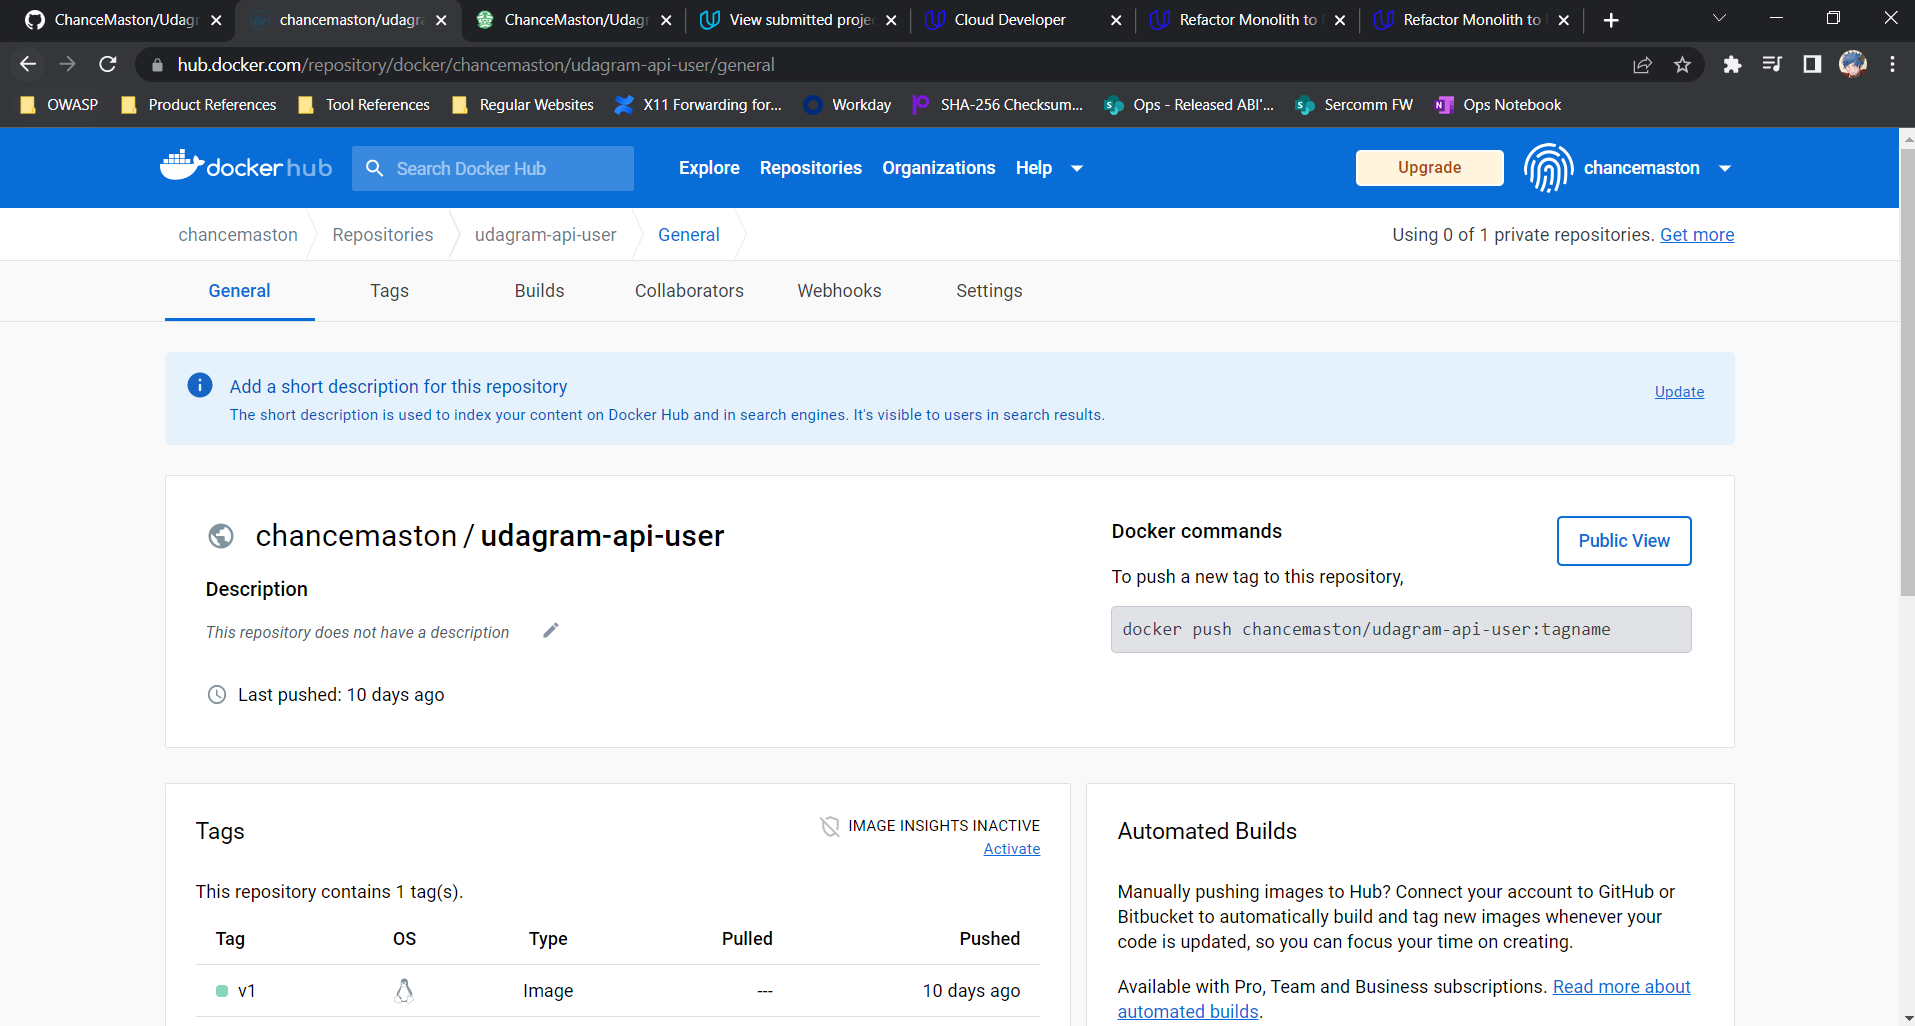 ChanceMaston/Udagr
chancemaston/udagra
ChanceMaston/Udagr
View submitted projec
Cloud Developer
Refactor Monolith to
Refactor Monolith to
hub.docker.com/repository/docker/chancemaston/udagram-api-user/general
OWASP
Product References
Tool References
Regular Websites
X11 Forwarding for...
Workday
SHA-256 Checksum...
Ops - Released ABI'...
Sercomm FW
Ops Notebook
docker hub
Search Docker Hub
Explore
Repositories
Organizations
Help
Upgrade
chancemaston
chancemaston
Repositories
udagram-api-user
General
Using 0 of 1 private repositories. Get more
General
Tags
Builds
Collaborators
Webhooks
Settings
Add a short description for this repository
The short description is used to index your content on Docker Hub and in search engines. It's visible to users in search results.
Update
chancemaston / udagram-api-user
Description
This repository does not have a description
Last pushed: 10 days ago
Docker commands
Public View
To push a new tag to this repository,
docker push chancemaston/udagram-api-user:tagname
Tags
IMAGE INSIGHTS INACTIVE
Activate
This repository contains 1 tag(s).
Tag OS Type Pulled Pushed
v1 Image --- 10 days ago
Automated Builds
Manually pushing images to Hub? Connect your account to GitHub or
Bitbucket to automatically build and tag new images whenever your
code is updated, so you can focus your time on creating.
Available with Pro, Team and Business subscriptions. Read more about
automated builds.